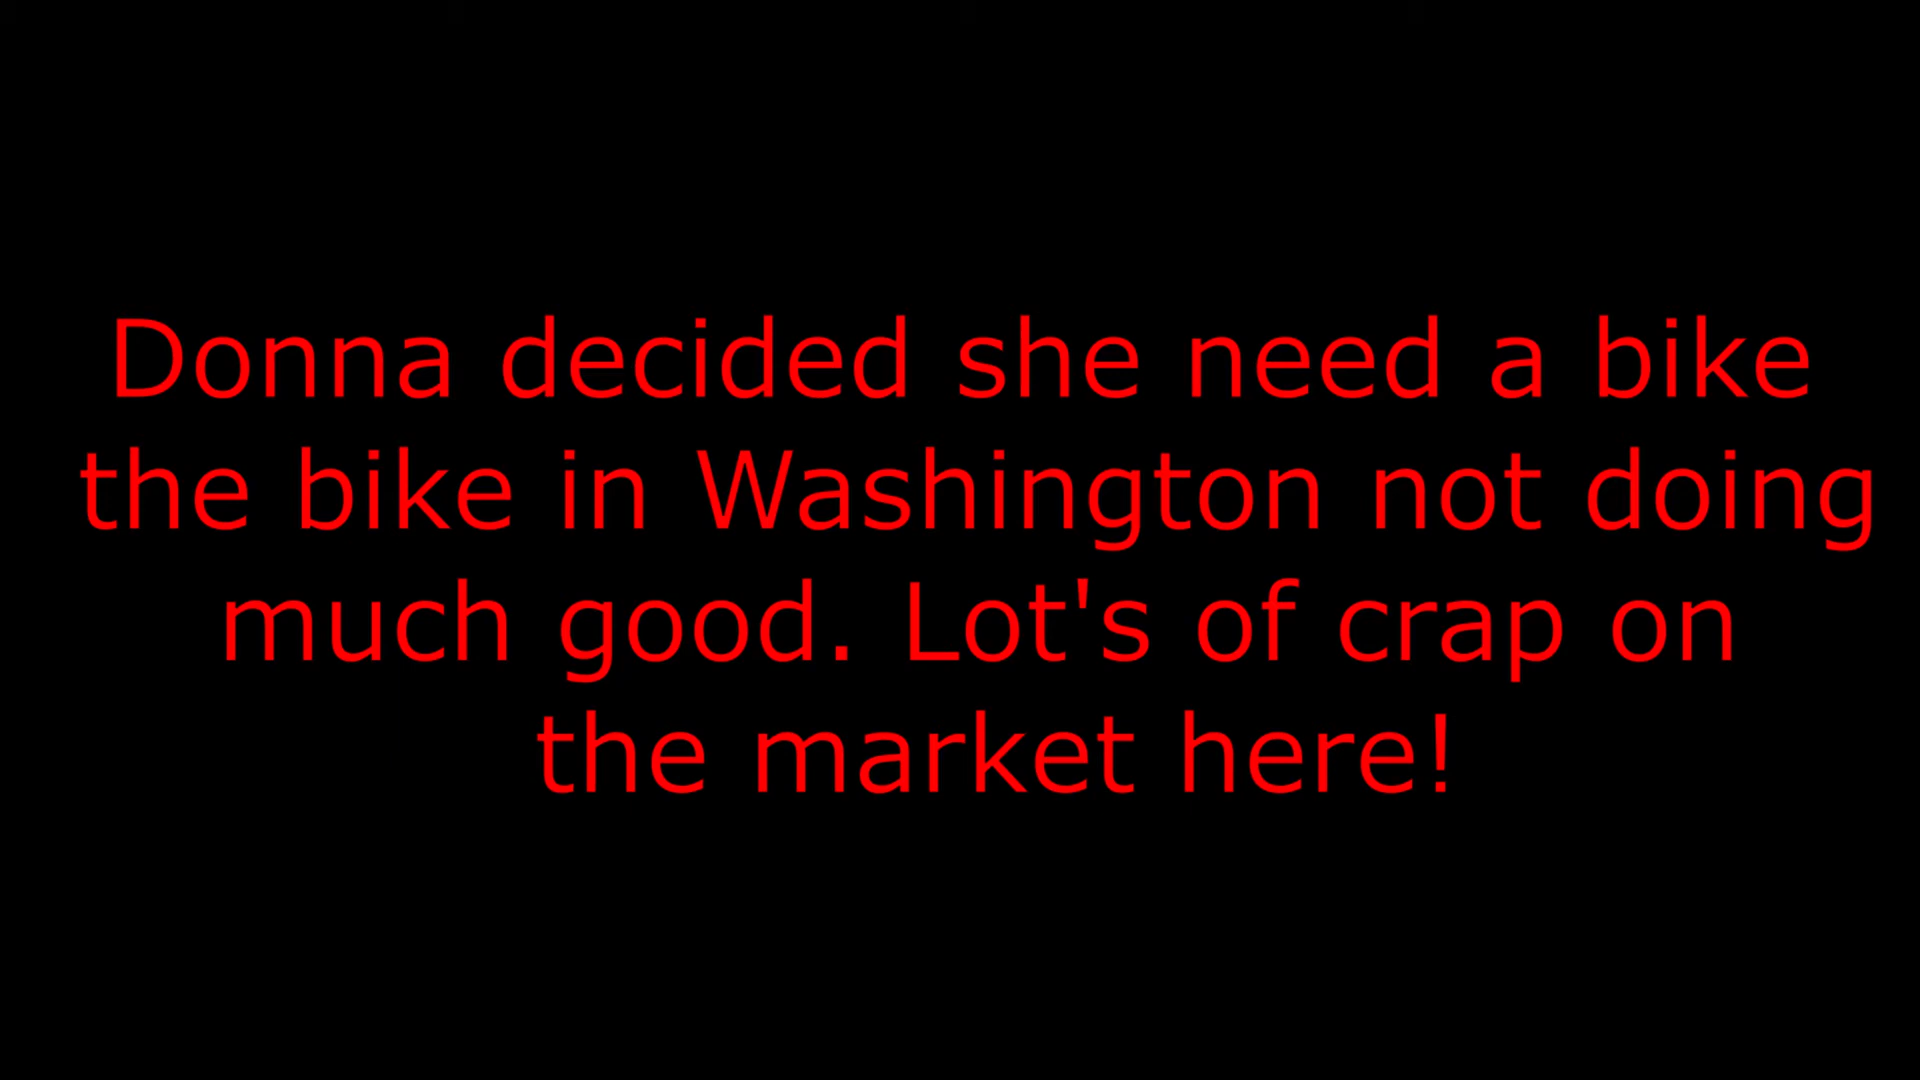 Donna decided she need a bike
the bike in Washington not doing
much good. Lot's of crap on
the market here!